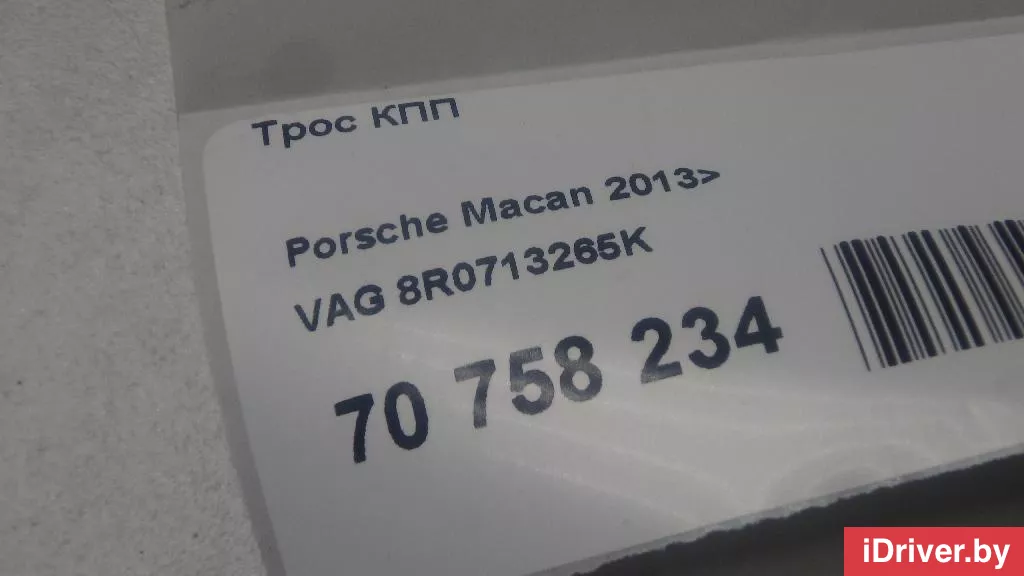 Трос КПП
Porsche Macan 2013>
VAG 8R0713265K
70 758 234
iDriver.by